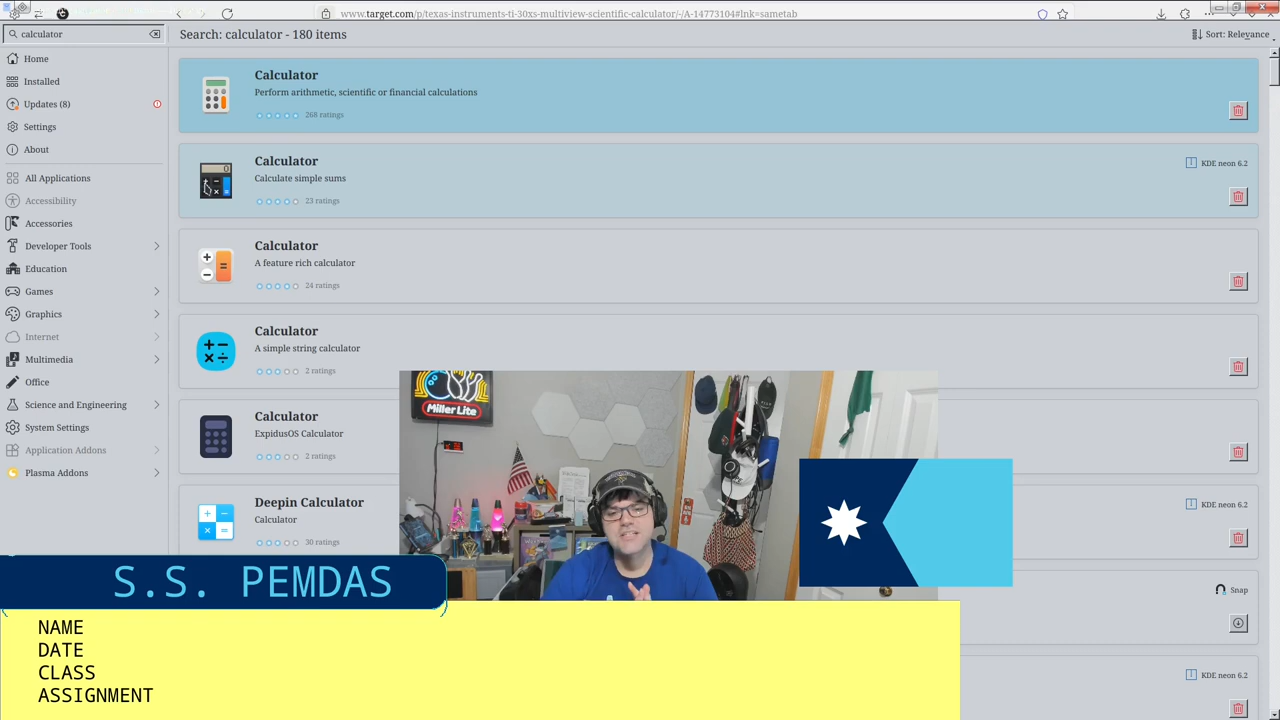 www.target.com/p/texas-instruments-ti-30xs-multiview-scientific-calculator/-/A-14773104#lnk=sametab
calculator
Search: calculator - 180 items
Sort: Relevance
Home
Installed
Updates (8)
Settings
About
All Applications
Accessibility
Accessories
Developer Tools
Education
Games
Graphics
Internet
Multimedia
Office
Science and Engineering
System Settings
Application Addons
Plasma Addons
Calculator
Perform arithmetic, scientific or financial calculations
268 ratings
Calculator
KDE neon 6.2
Calculate simple sums
23 ratings
Calculator
A feature rich calculator
24 ratings
Calculator
A simple string calculator
2 ratings
Calculator
ExpidusOS Calculator
2 ratings
Deepin Calculator
KDE neon 6.2
Calculator
30 ratings
Snap
KDE neon 6.2
Miller Lite
S.S. PEMDAS
NAME
DATE
CLASS
ASSIGNMENT